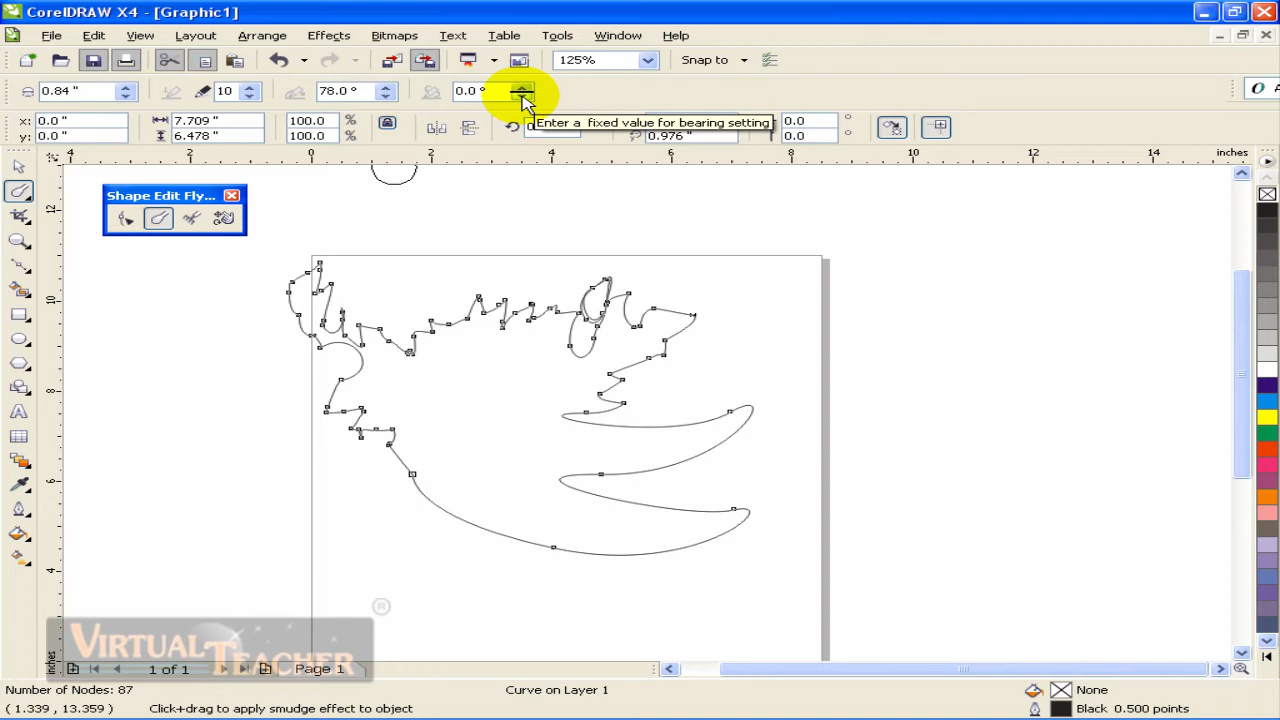 CorelDRAW X4 - [Graphic1]
File Edit View Layout Arrange Effects Bitmaps Text Table Tools Window Help
125% Snap to
0.84 " 10 78.0 ° 0.0 °
Enter a fixed value for bearing setting
x: 0.0 " 7.709 " 100.0 % 0.0 °
y: 0.0 " 6.478 " 100.0 % 0.976 " 0.0
0 2 4 6 8 10 12 14 inches
Shape Edit Fly...
12
10
8
6
4
inches
®
VIRTUAL TEACHER
1 of 1 Page 1
Number of Nodes: 87 Curve on Layer 1 None
( 1.339 , 13.359 ) Click+drag to apply smudge effect to object Black 0.500 points